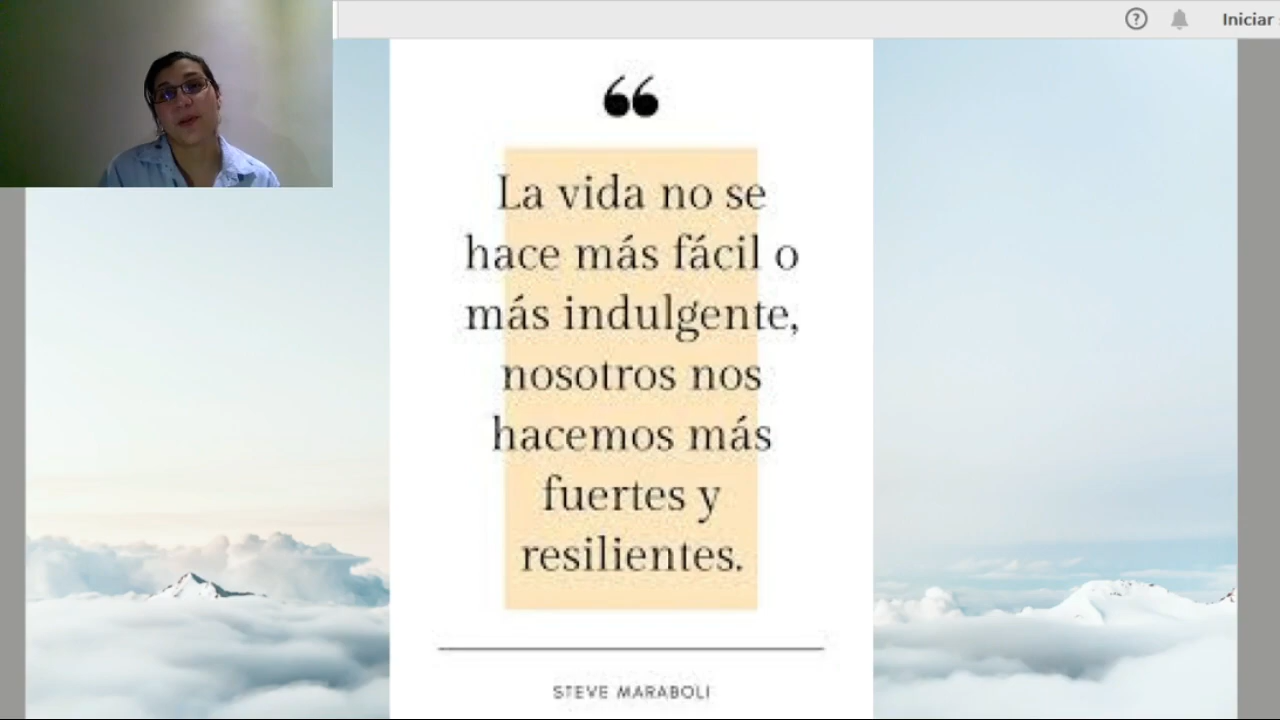 Iniciar
“
La vida no se
hace más fácil o
más indulgente,
nosotros nos
hacemos más
fuertes y
resilientes.
STEVE MARABOLI